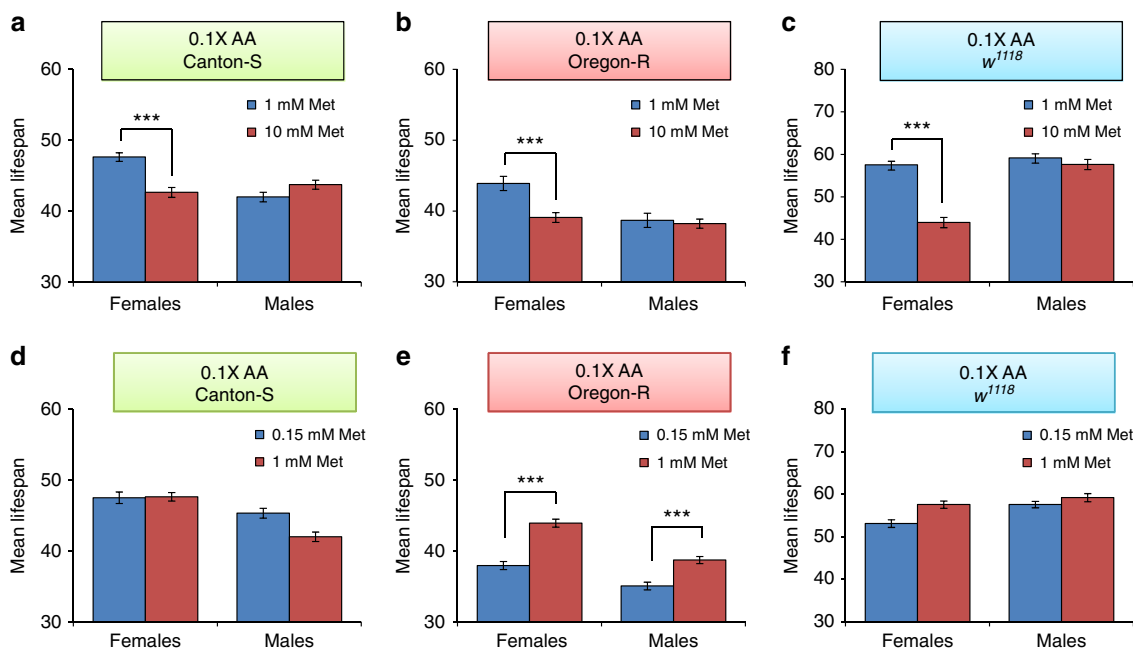 a
0.1X AA
Canton-S
60
50
40
30
Mean lifespan
1 mM Met
10 mM Met
***
Females
Males
b
0.1X AA
Oregon-R
60
50
40
30
Mean lifespan
1 mM Met
10 mM Met
***
Females
Males
c
0.1X AA
w1118
80
70
60
50
40
30
Mean lifespan
1 mM Met
10 mM Met
***
Females
Males
d
0.1X AA
Canton-S
60
50
40
30
Mean lifespan
0.15 mM Met
1 mM Met
Females
Males
e
0.1X AA
Oregon-R
60
50
40
30
Mean lifespan
0.15 mM Met
1 mM Met
***
***
Females
Males
f
0.1X AA
w1118
80
70
60
50
40
30
Mean lifespan
0.15 mM Met
1 mM Met
Females
Males